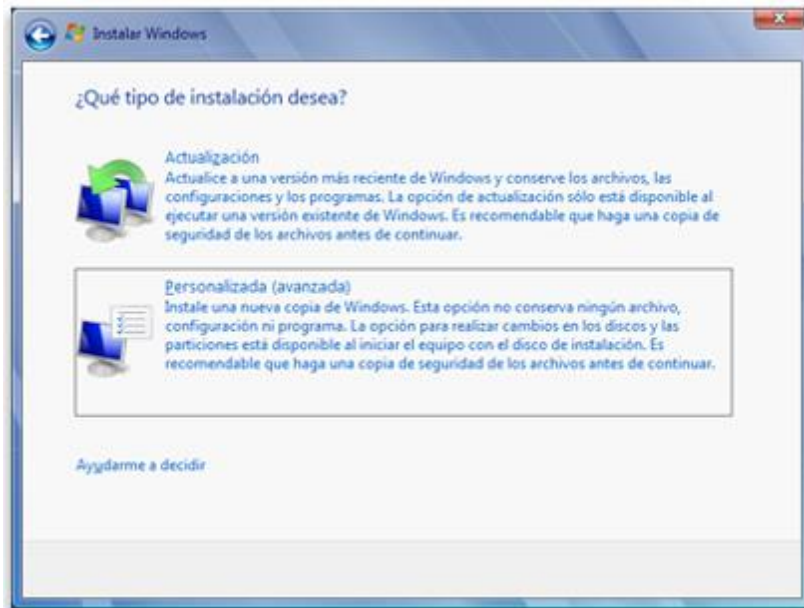 Instalar Windows
¿Qué tipo de instalación desea?
Actualización
Actualice a una versión más reciente de Windows y conserve los archivos, las
configuraciones y los programas. La opción de actualización sólo está disponible al
ejecutar una versión existente de Windows. Es recomendable que haga una copia de
seguridad de los archivos antes de continuar.
Personalizada (avanzada)
Instale una nueva copia de Windows. Esta opción no conserva ningún archivo,
configuración ni programa. La opción para realizar cambios en los discos y las
particiones está disponible al iniciar el equipo con el disco de instalación. Es
recomendable que haga una copia de seguridad de los archivos antes de continuar.
Ayudarme a decidir